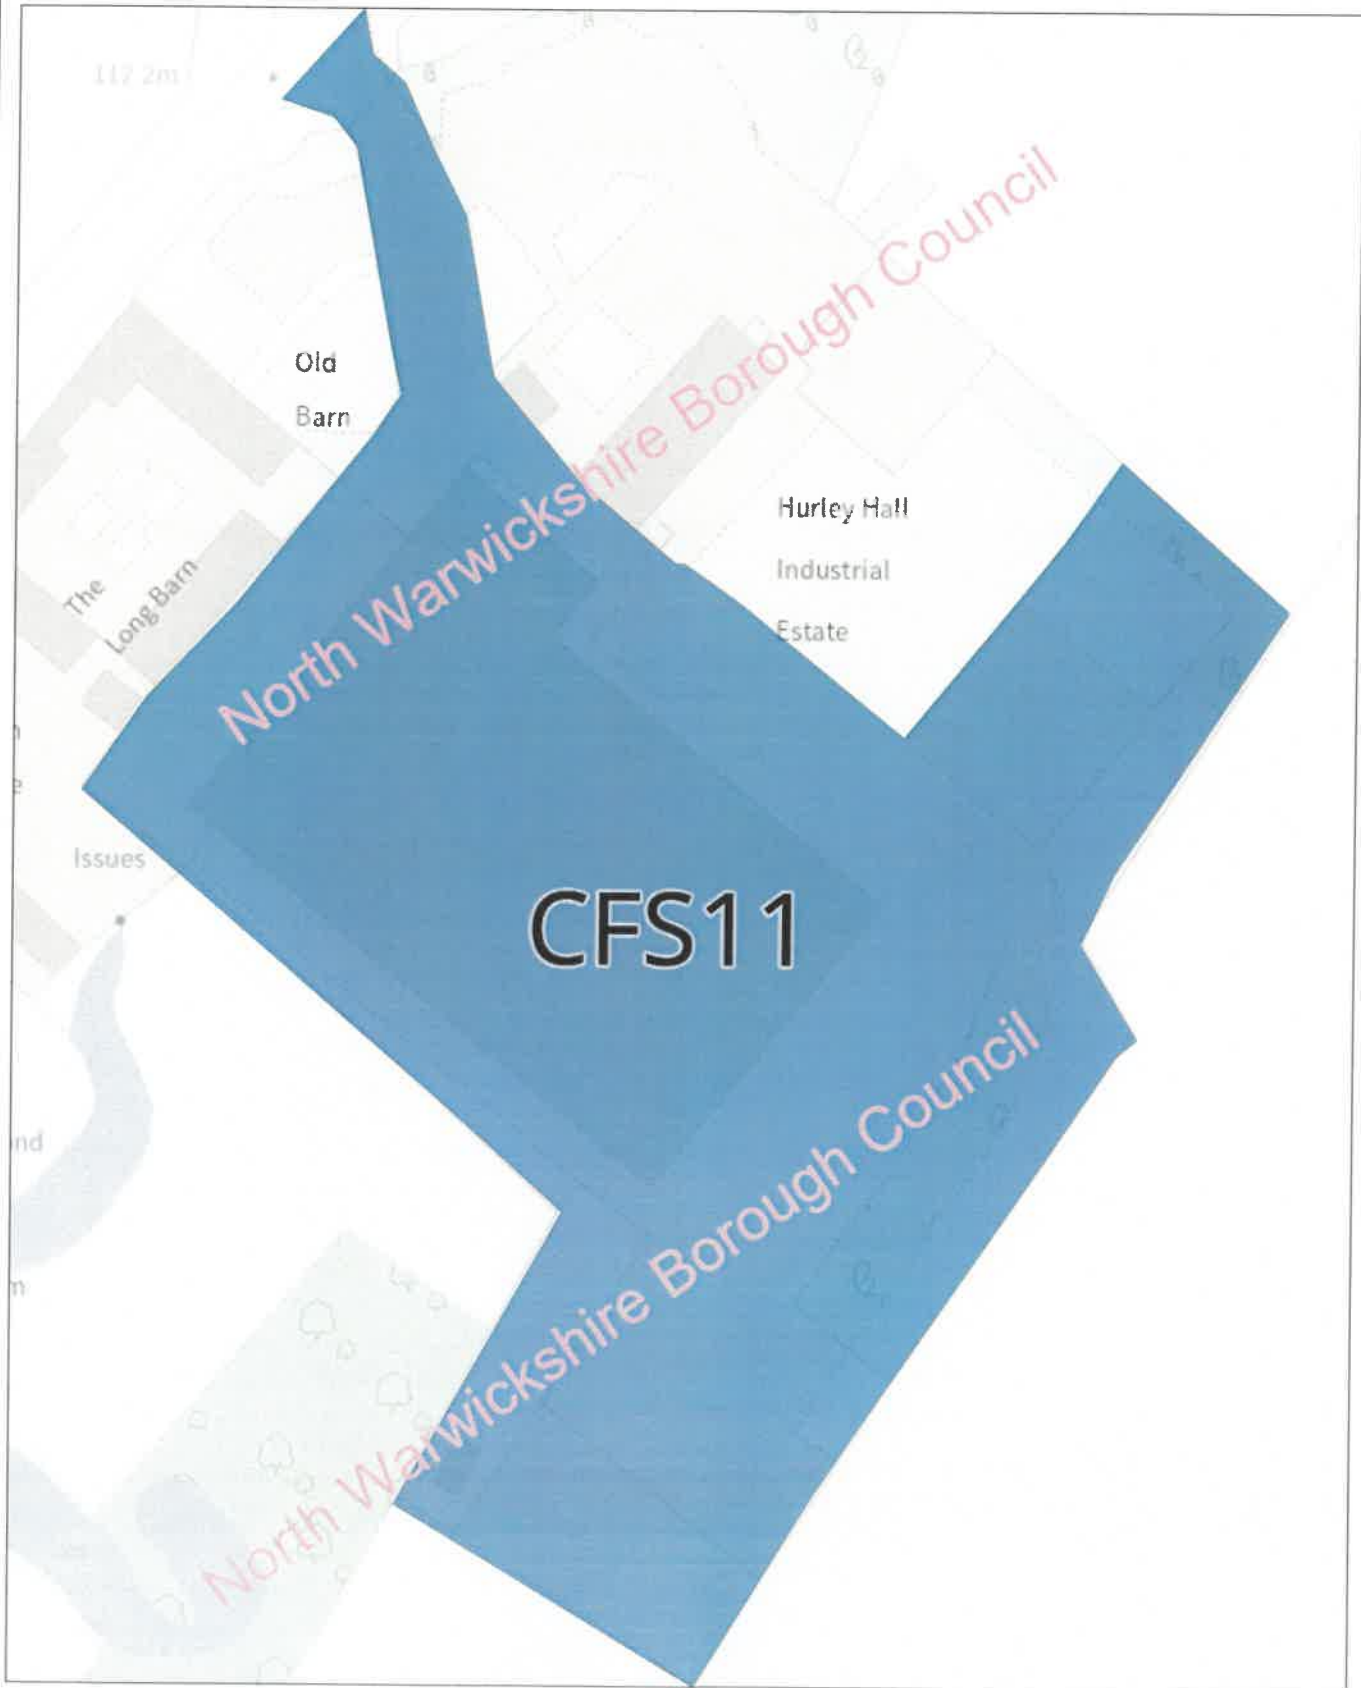 112.2m
Old
Barn
North Warwickshire Borough Council
Hurley Hall
Industrial
Estate
The
Long Barn
Issues
CFS11
North Warwickshire Borough Council